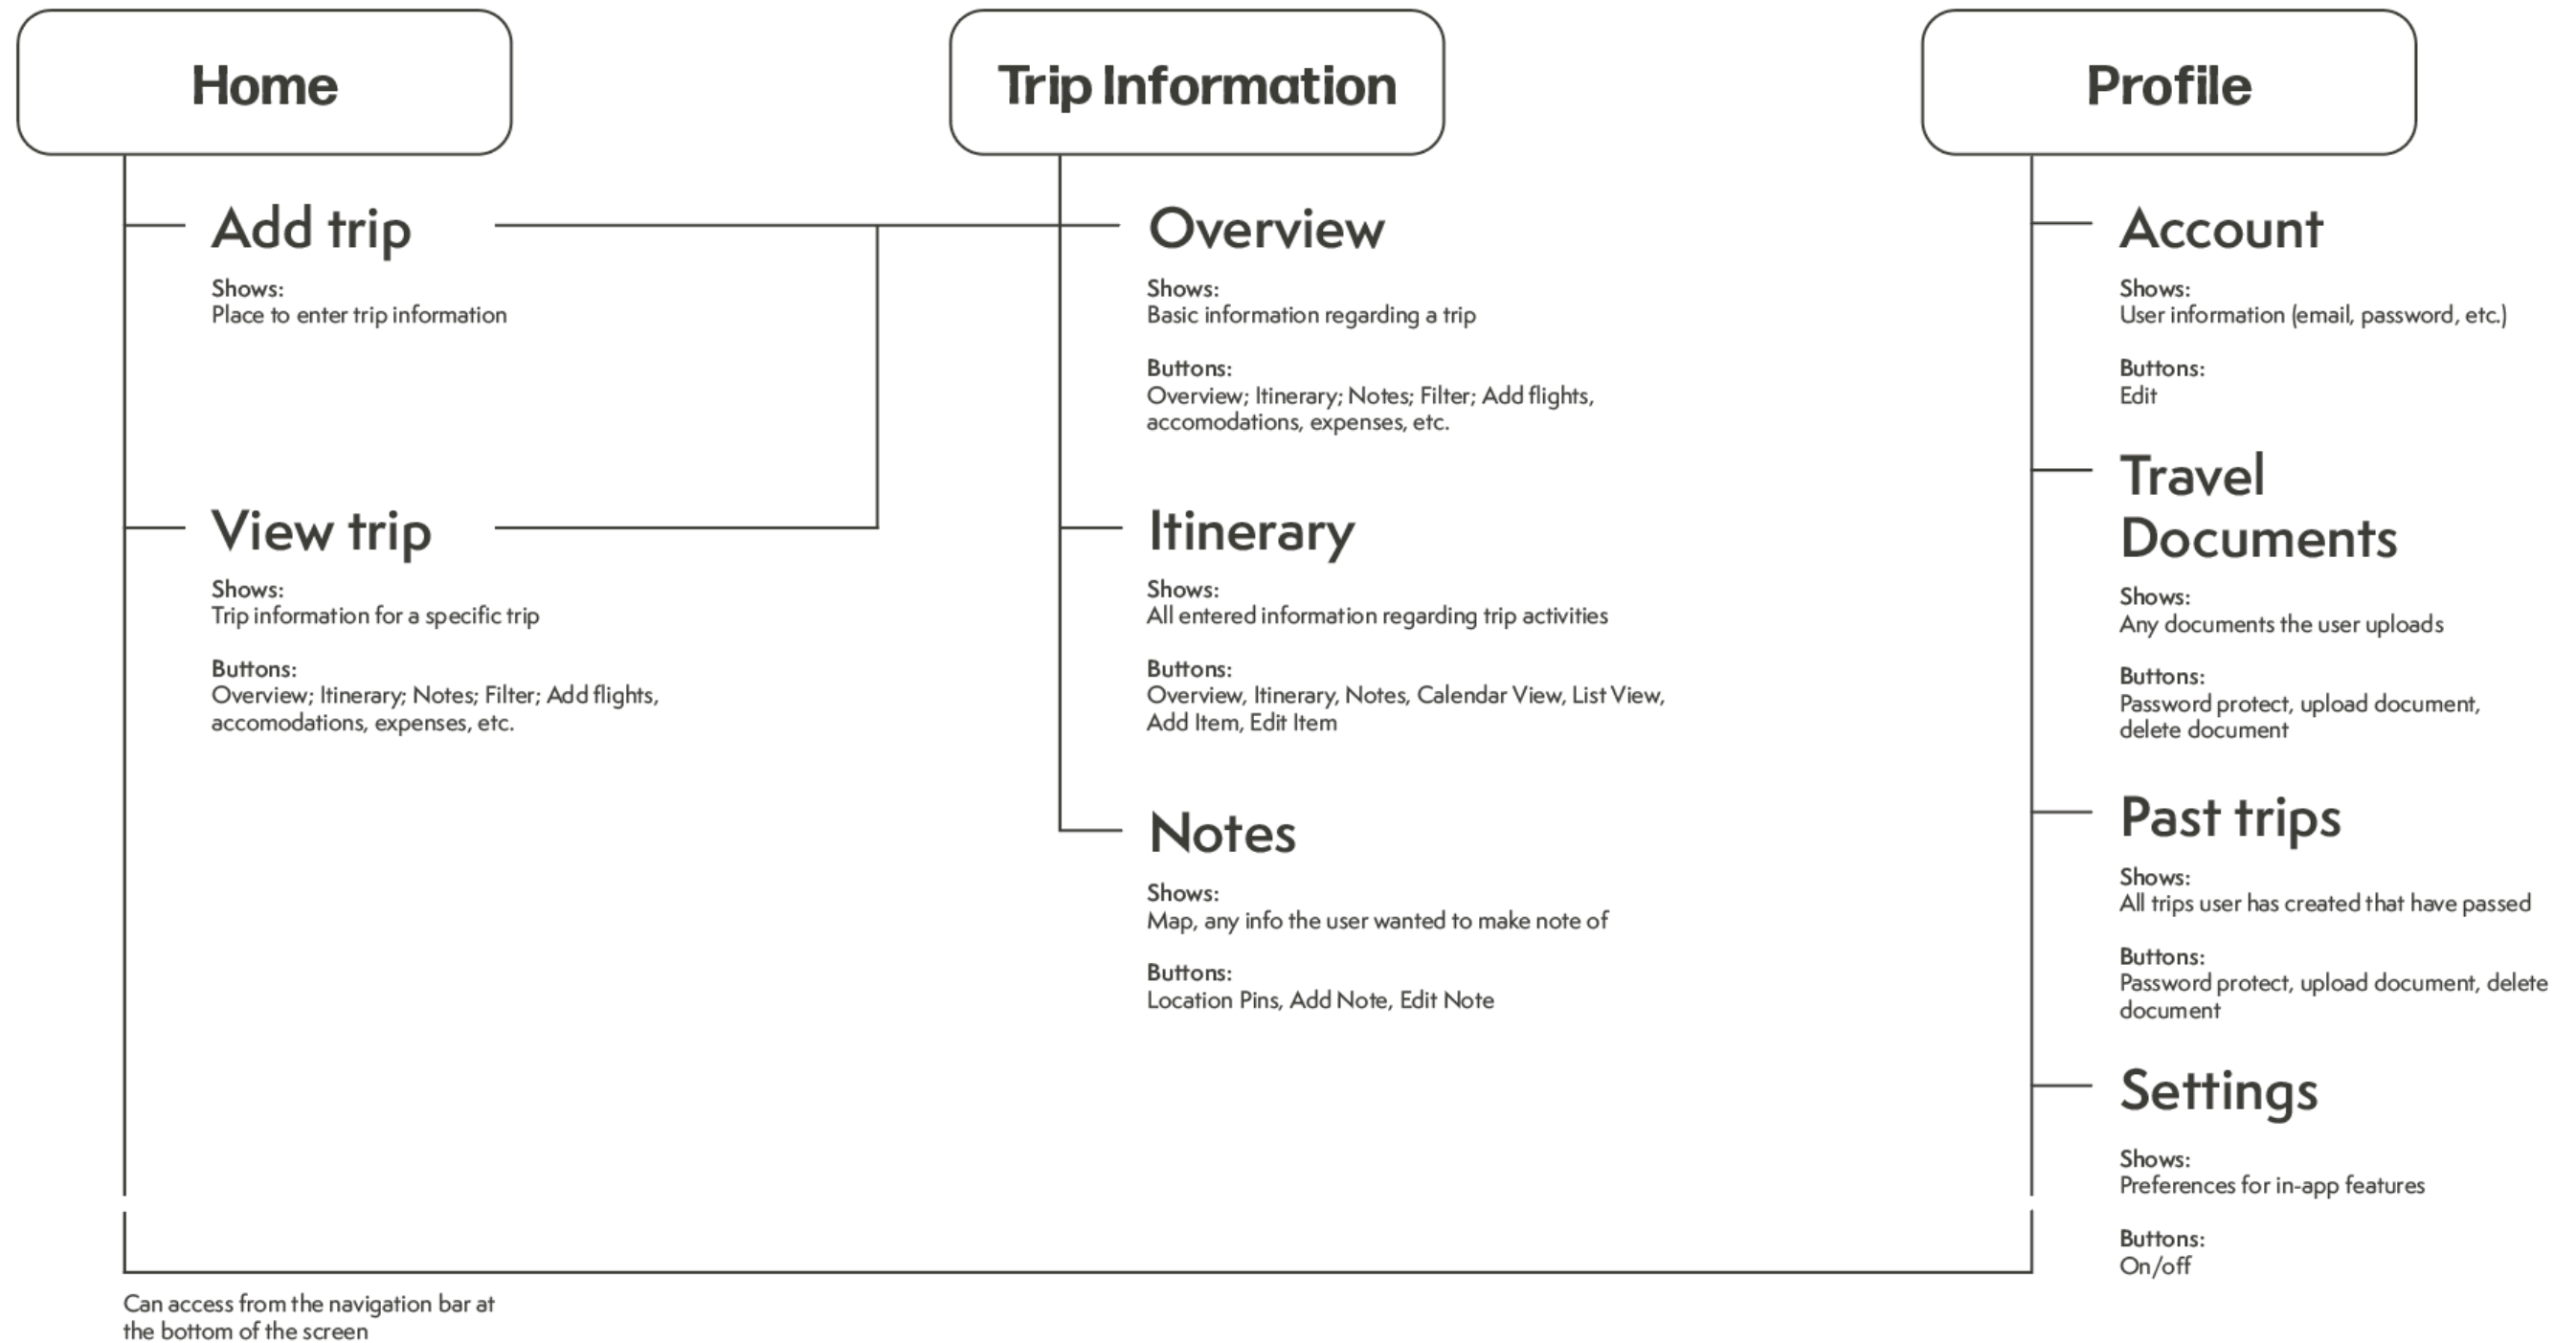 Home
Add trip
Shows:
Place to enter trip information
View trip
Shows:
Trip information for a specific trip
Buttons:
Overview; Itinerary; Notes; Filter; Add flights,
accomodations, expenses, etc.
Can access from the navigation bar at
the bottom of the screen
Trip Information
Overview
Shows:
Basic information regarding a trip
Buttons:
Overview; Itinerary; Notes; Filter; Add flights,
accomodations, expenses, etc.
Itinerary
Shows:
All entered information regarding trip activities
Buttons:
Overview, Itinerary, Notes, Calendar View, List View,
Add Item, Edit Item
Notes
Shows:
Map, any info the user wanted to make note of
Buttons:
Location Pins, Add Note, Edit Note
Profile
Account
Shows:
User information (email, password, etc.)
Buttons:
Edit
Travel
Documents
Shows:
Any documents the user uploads
Buttons:
Password protect, upload document,
delete document
Past trips
Shows:
All trips user has created that have passed
Buttons:
Password protect, upload document, delete
document
Settings
Shows:
Preferences for in-app features
Buttons:
On/off